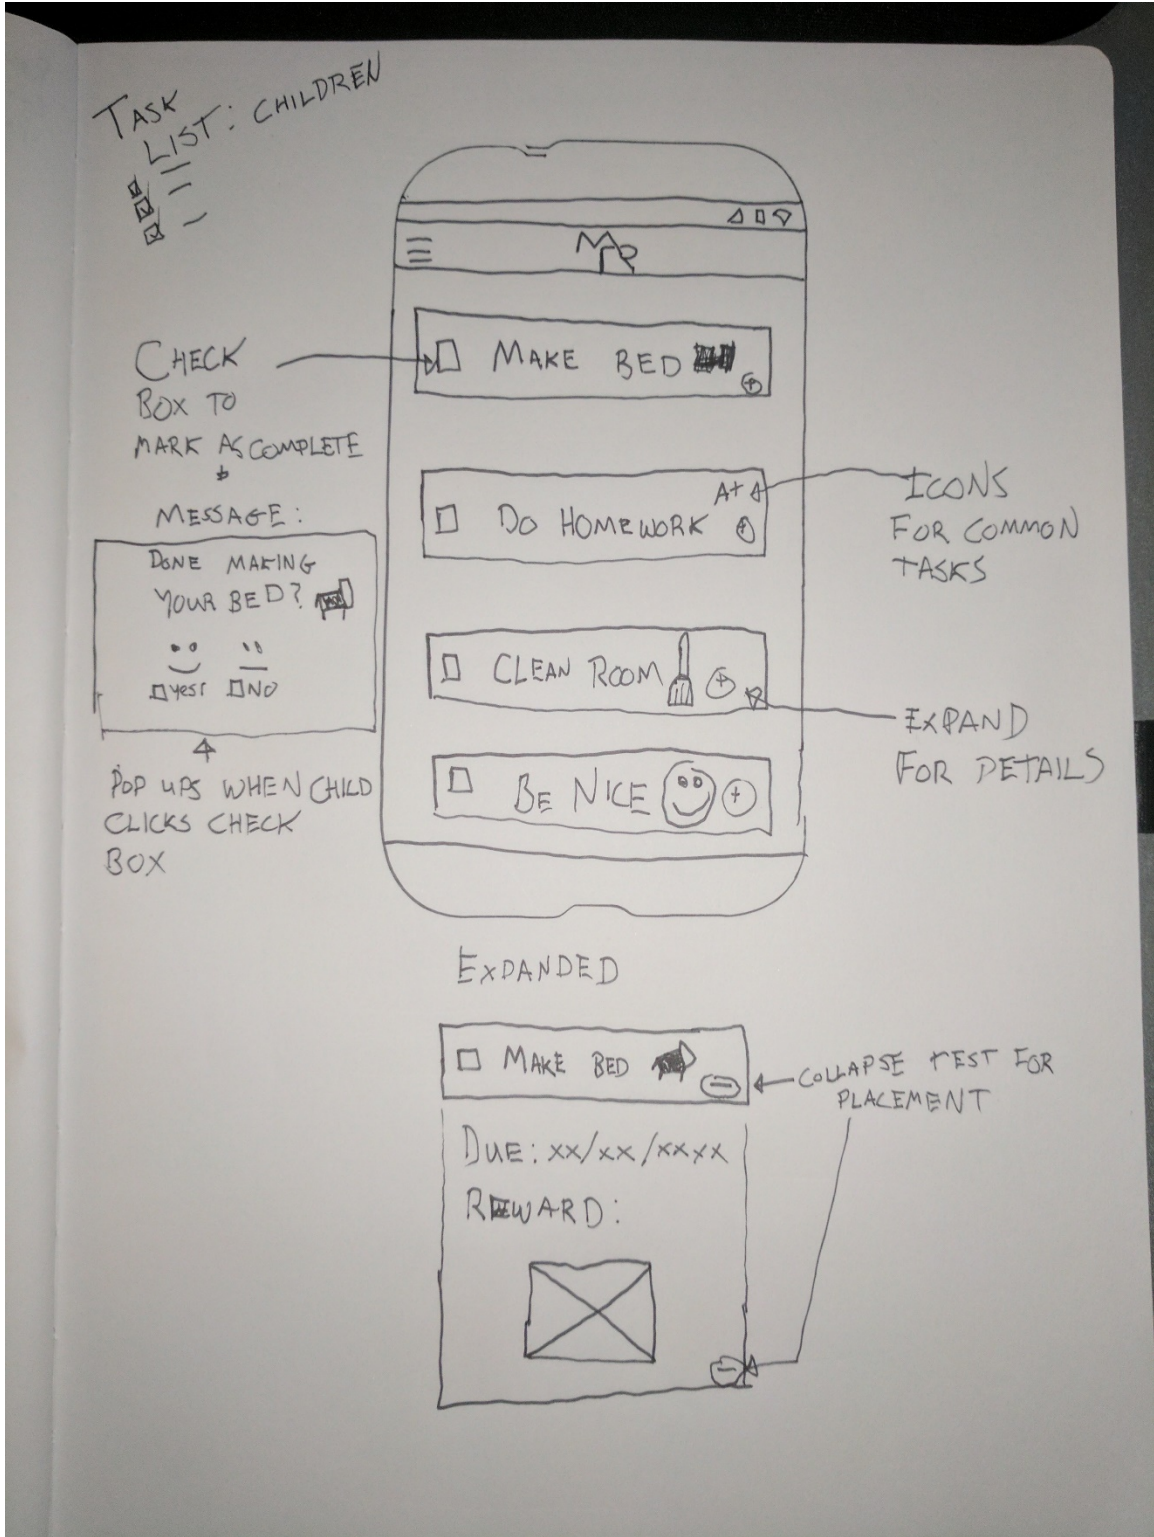 TASK
LIST: CHILDREN
MAKE BED
CHECK
BOX TO
MARK AS COMPLETE
&
MESSAGE:
DONE MAKING
YOUR BED?
YES! NO
POP UPS WHEN CHILD
CLICKS CHECK
BOX
A+
DO HOMEWORK
ICONS
FOR COMMON
TASKS
CLEAN ROOM
EXPAND
FOR DETAILS
BE NICE
EXPANDED
MAKE BED
COLLAPSE TEST FOR
PLACEMENT
DUE: XX/XX/XXXX
REWARD: